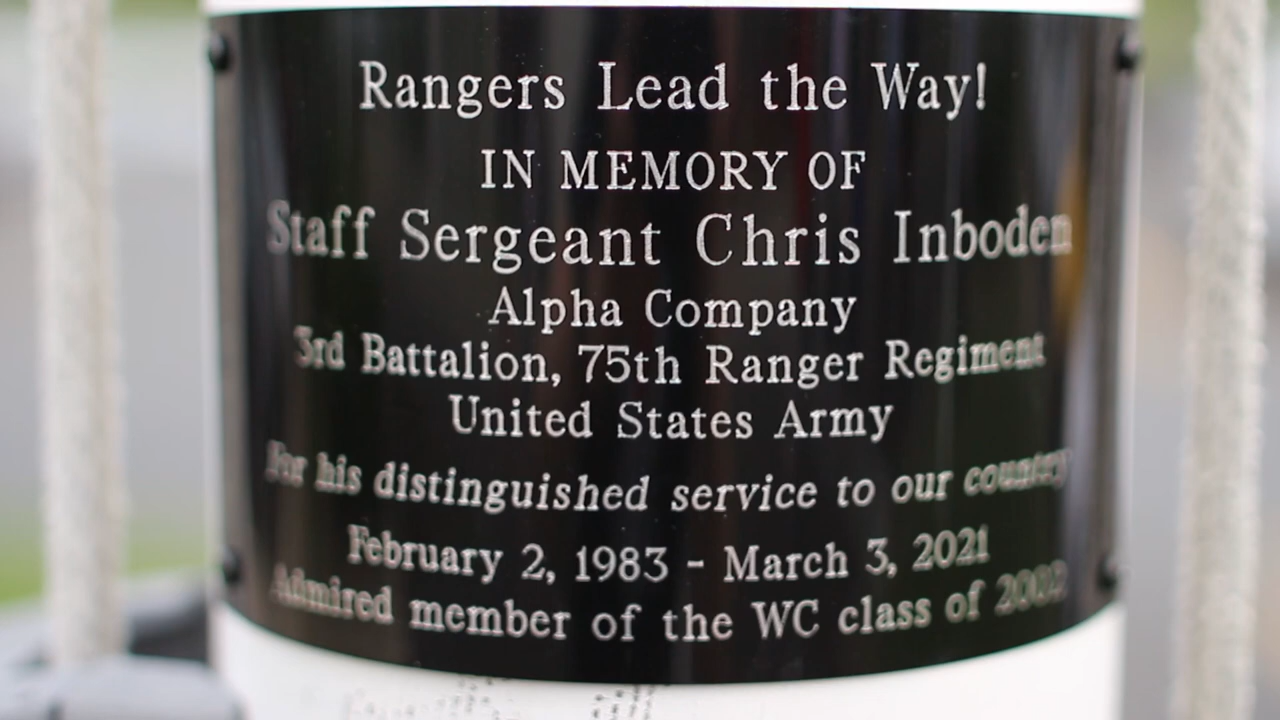 Rangers Lead the Way!
IN MEMORY OF
Staff Sergeant Chris Inboden
Alpha Company
3rd Battalion, 75th Ranger Regiment
United States Army
For his distinguished service to our country
February 2, 1983 - March 3, 2021
Admired member of the WC class of